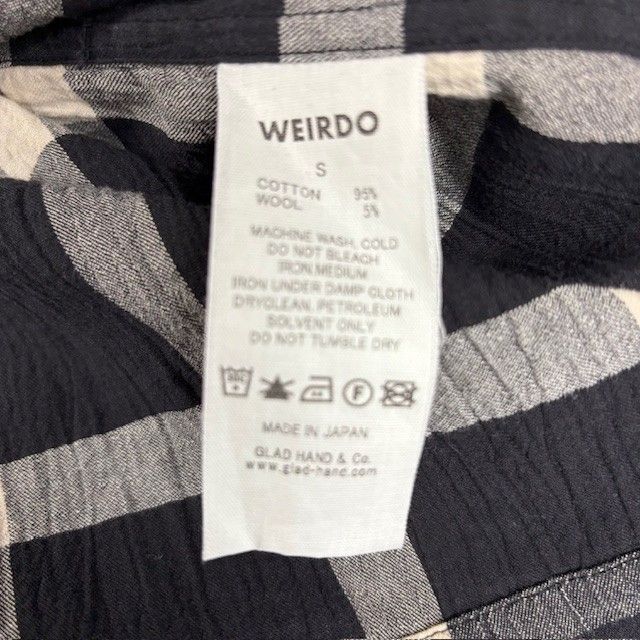 WEIRDO
S
COTTON 95%
WOOL 5%
MACHINE WASH, COLD
DO NOT BLEACH
IRON MEDIUM
IRON UNDER DAMP CLOTH
DRYCLEAN, PETROLEUM
SOLVENT ONLY
DO NOT TUMBLE DRY
F
MADE IN JAPAN
GLAD HAND & Co.
www.glad-hand.com